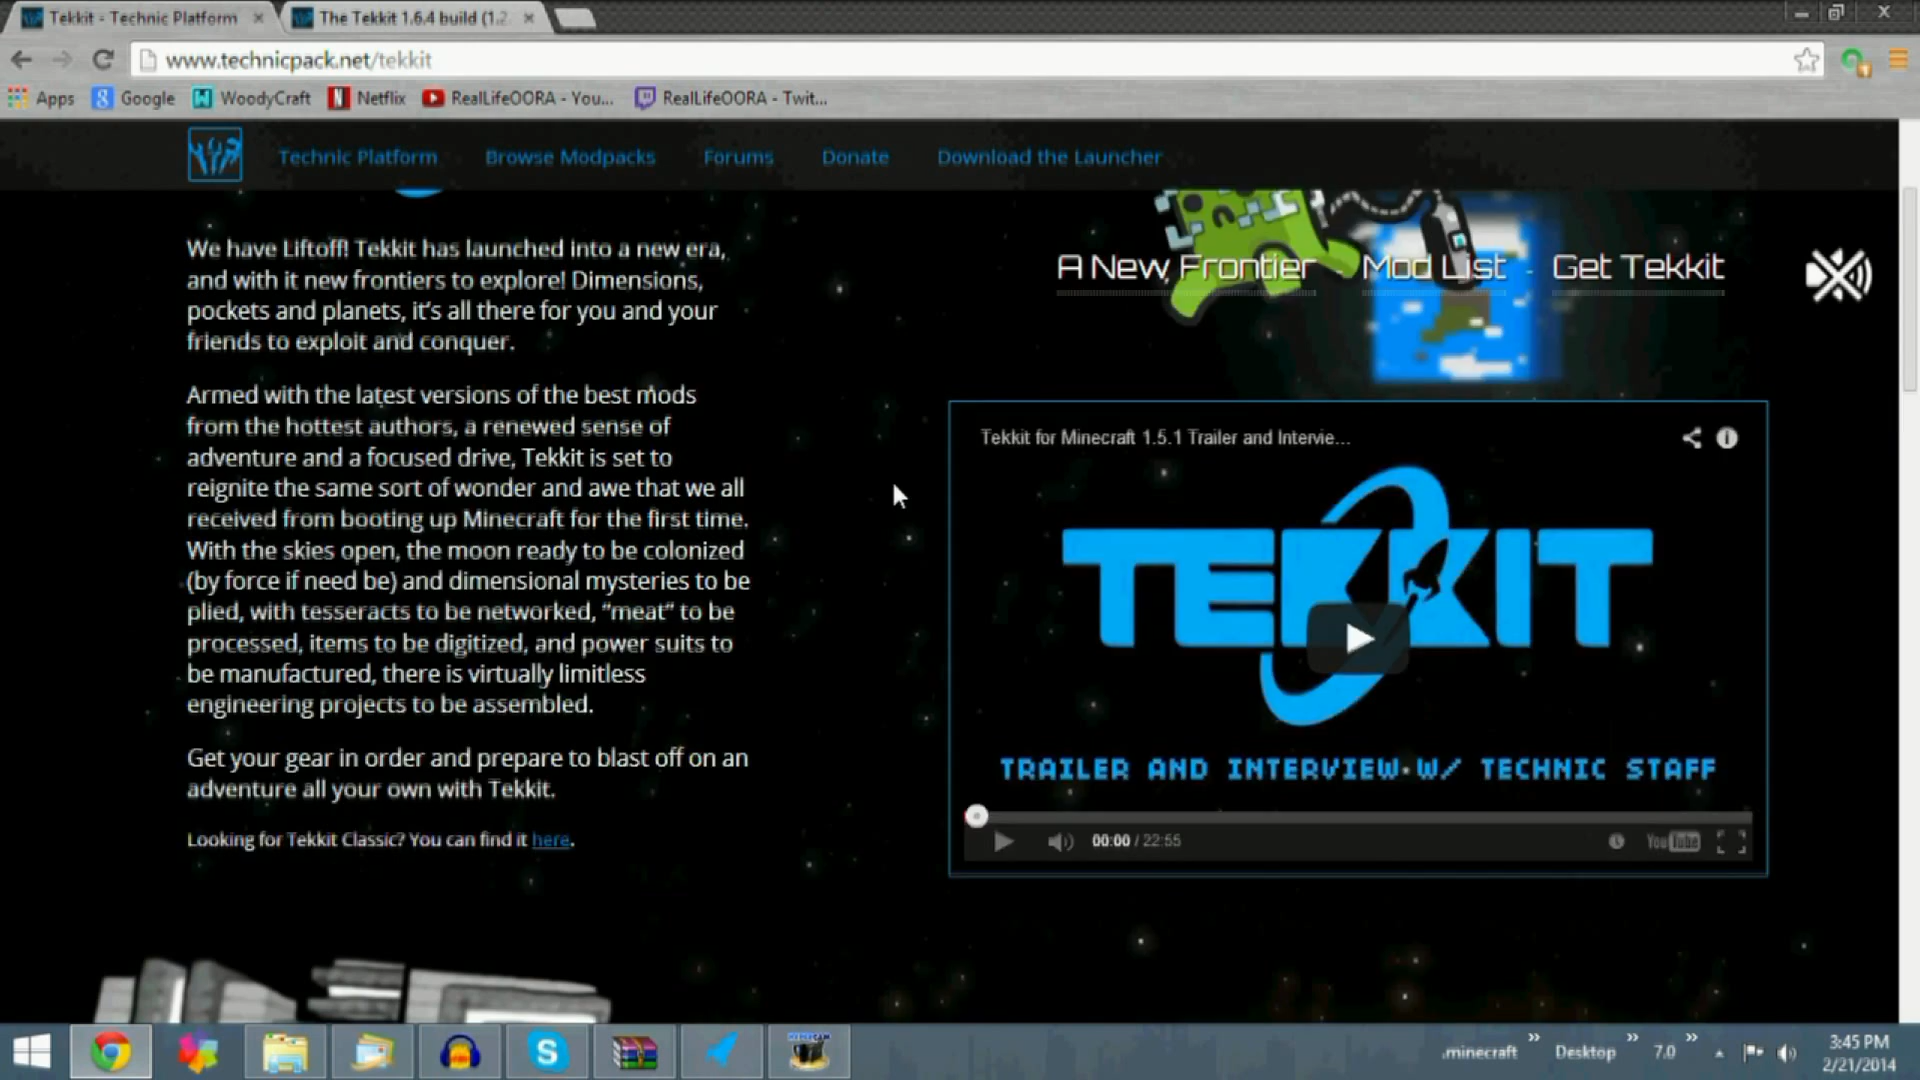 Tekkit - Technic Platform
The Tekkit 1.6.4 build (1.2
www.technicpack.net/tekkit
Apps
Google
WoodyCraft
Netflix
RealLifeOORA - You...
RealLifeOORA - Twit...
Technic Platform
Browse Modpacks
Forums
Donate
Download the Launcher
We have Liftoff! Tekkit has launched into a new era,
and with it new frontiers to explore! Dimensions,
pockets and planets, it's all there for you and your
friends to exploit and conquer.
A New Frontier - Mod List - Get Tekkit
Armed with the latest versions of the best mods
from the hottest authors, a renewed sense of
adventure and a focused drive, Tekkit is set to
reignite the same sort of wonder and awe that we all
received from booting up Minecraft for the first time.
With the skies open, the moon ready to be colonized
(by force if need be) and dimensional mysteries to be
plied, with tesseracts to be networked, “meat” to be
processed, items to be digitized, and power suits to
be manufactured, there is virtually limitless
engineering projects to be assembled.
Get your gear in order and prepare to blast off on an
adventure all your own with Tekkit.
Looking for Tekkit Classic? You can find it here.
Tekkit for Minecraft 1.5.1 Trailer and Intervie...
TEKKIT
TRAILER AND INTERVIEW W/ TECHNIC STAFF
00:00 / 22:55
YouTube
.minecraft
Desktop
7.0
3:45 PM
2/21/2014